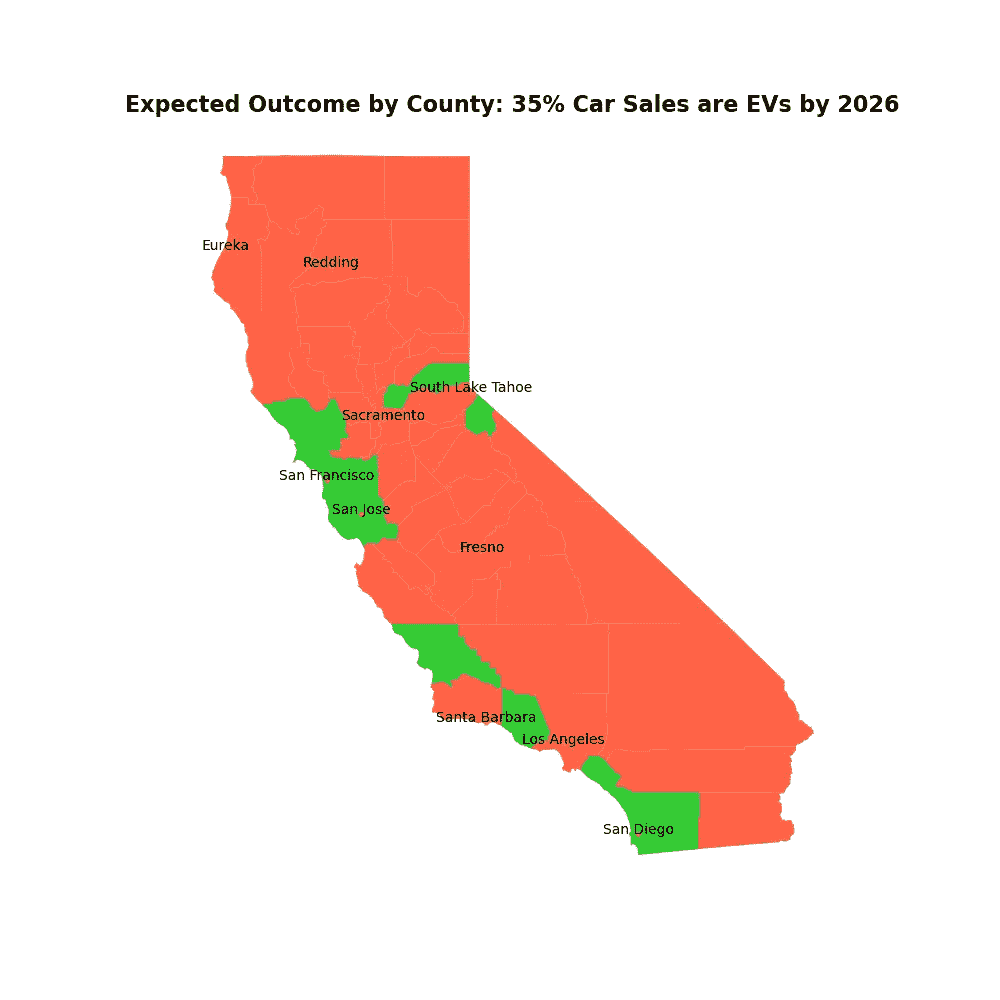 Expected Outcome by County: 35% Car Sales are EVs by 2026
Eureka
Redding
South Lake Tahoe
Sacramento
San Francisco
San Jose
Fresno
Santa Barbara
Los Angeles
San Diego